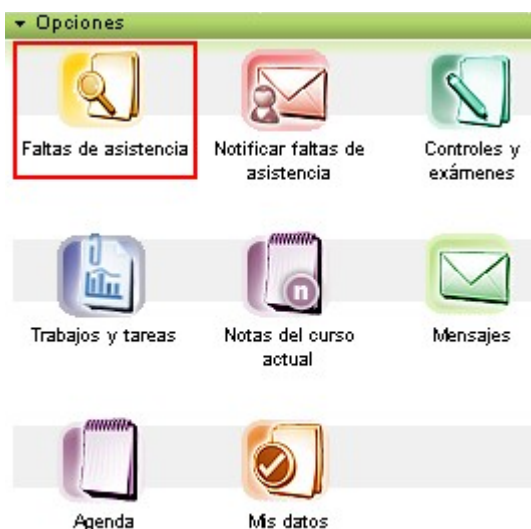 Opciones
Faltas de asistencia
Notificar faltas de
asistencia
Controles y
exámenes
n
Trabajos y tareas
Notas del curso
actual
Mensajes
Agenda
Mis datos